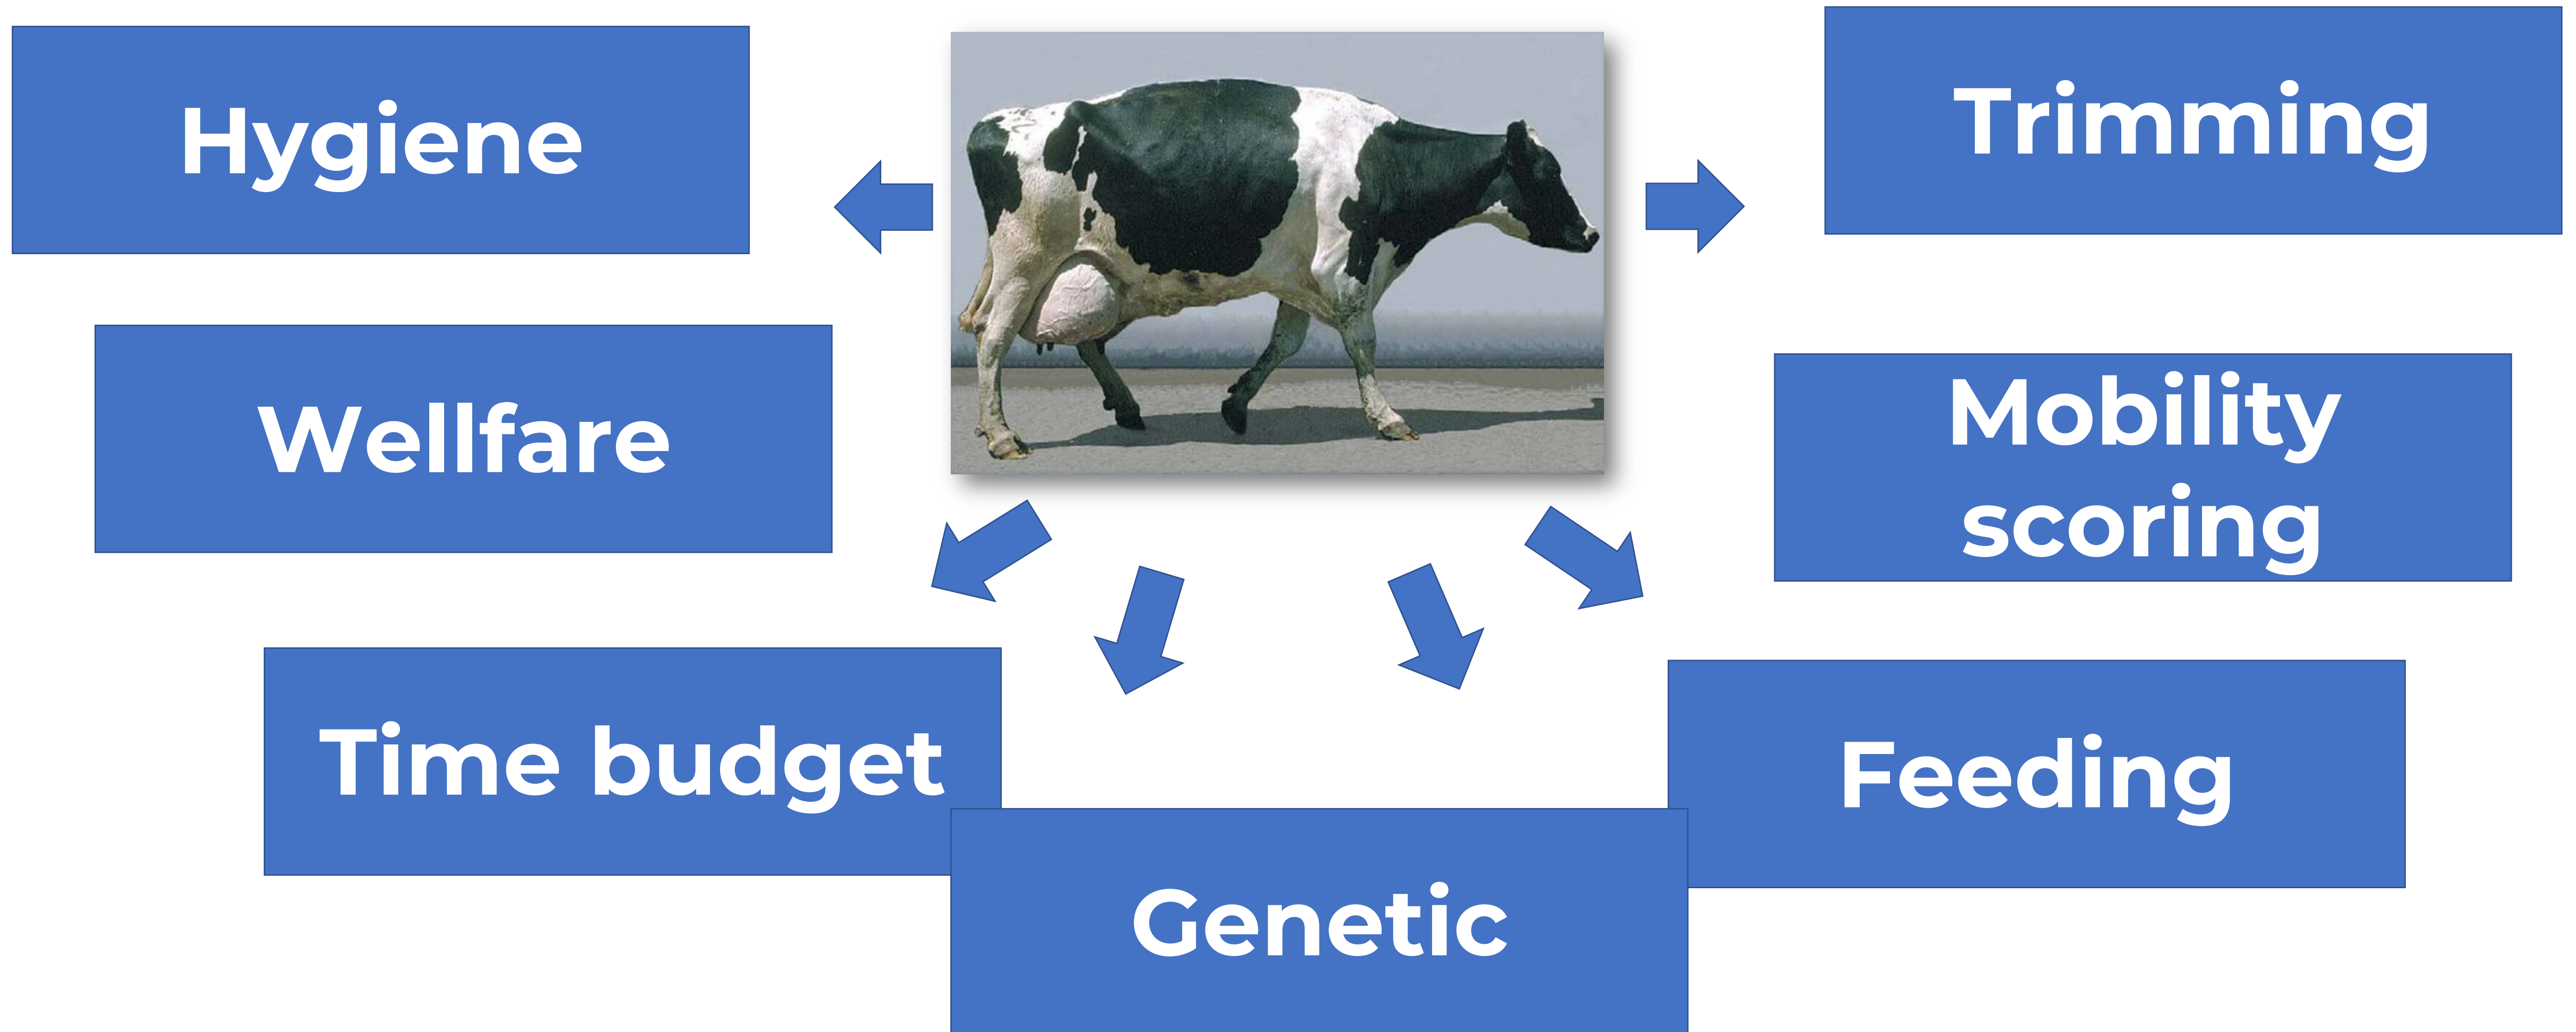 Hygiene
Trimming
Wellfare
Mobility
scoring
Time budget
Feeding
Genetic